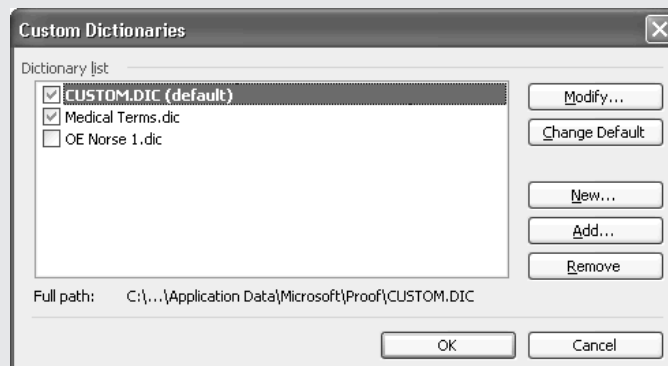 Custom Dictionaries
Dictionary list
CUSTOM.DIC (default)
Medical Terms.dic
OE Norse 1.dic
Modify...
Change Default
New...
Add...
Remove
Full path: C:\...\Application Data\Microsoft\Proof\CUSTOM.DIC
OK Cancel